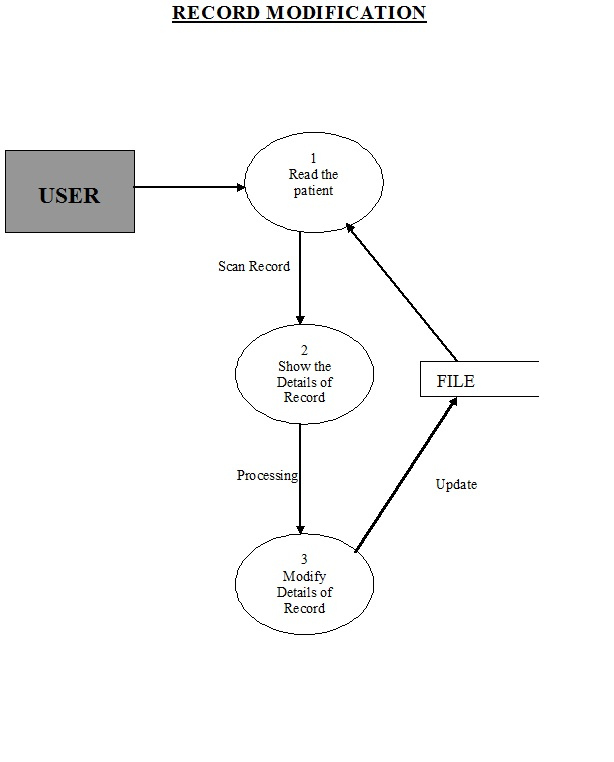 RECORD MODIFICATION
USER
1
Read the
patient
Scan Record
2
Show the
Details of
Record
FILE
Processing
Update
3
Modify
Details of
Record